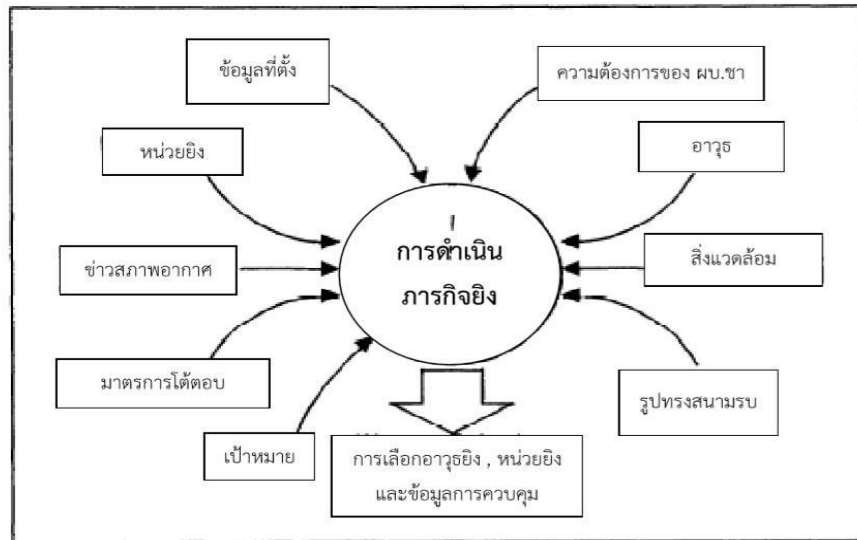 ข้อมูลที่ตั้ง
ความต้องการของ ผบ.ชา
หน่วยยิง
อาวุธ
การดำเนิน
ภารกิจยิง
ข่าวสภาพอากาศ
สิ่งแวดล้อม
มาตรการโต้ตอบ
รูปทรงสนามรบ
เป้าหมาย
การเลือกอาวุธยิง , หน่วยยิง
และข้อมูลการควบคุม